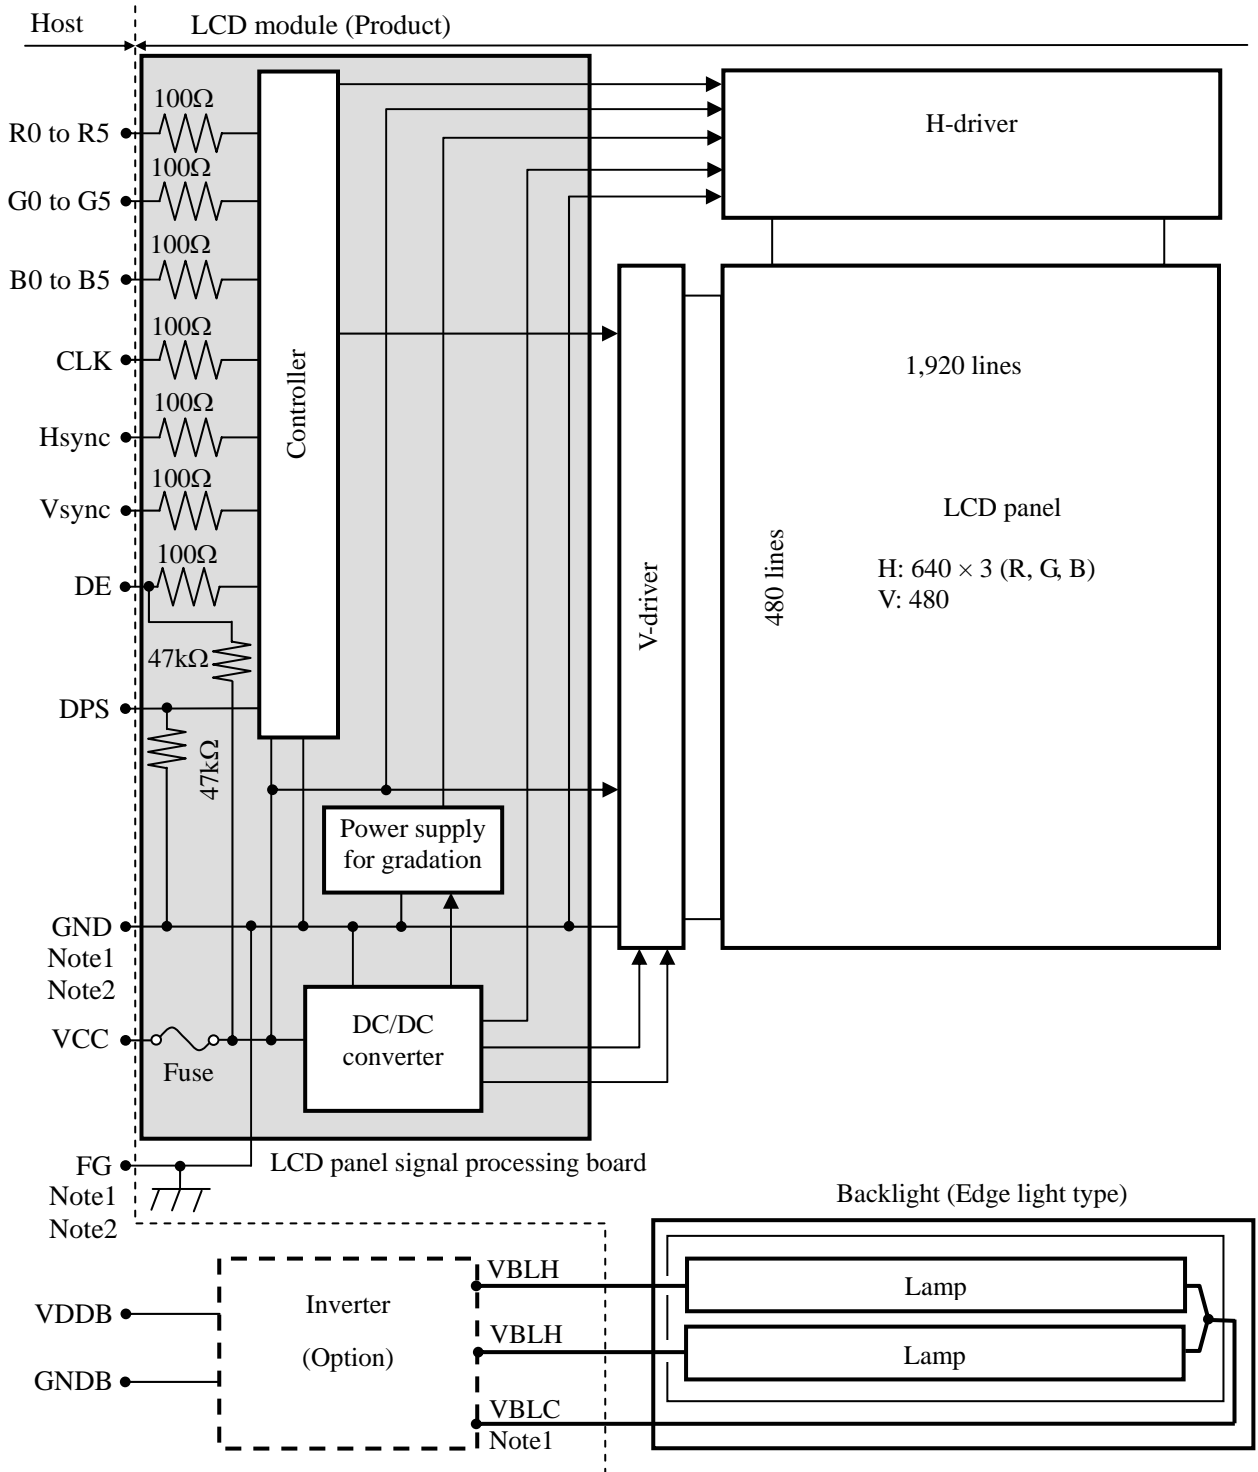 Host
LCD module (Product)
100Ω
R0 to R5
100Ω
G0 to G5
100Ω
B0 to B5
100Ω
CLK
100Ω
Hsync
100Ω
Vsync
100Ω
DE
47kΩ
DPS
47kΩ
Controller
H-driver
V-driver
1,920 lines
480 lines
LCD panel
H: 640 × 3 (R, G, B)
V: 480
Power supply
for gradation
GND
Note1
Note2
VCC
Fuse
DC/DC
converter
FG
Note1
Note2
LCD panel signal processing board
Backlight (Edge light type)
VDDB
GNDB
Inverter
(Option)
VBLH
VBLH
VBLC
Note1
Lamp
Lamp